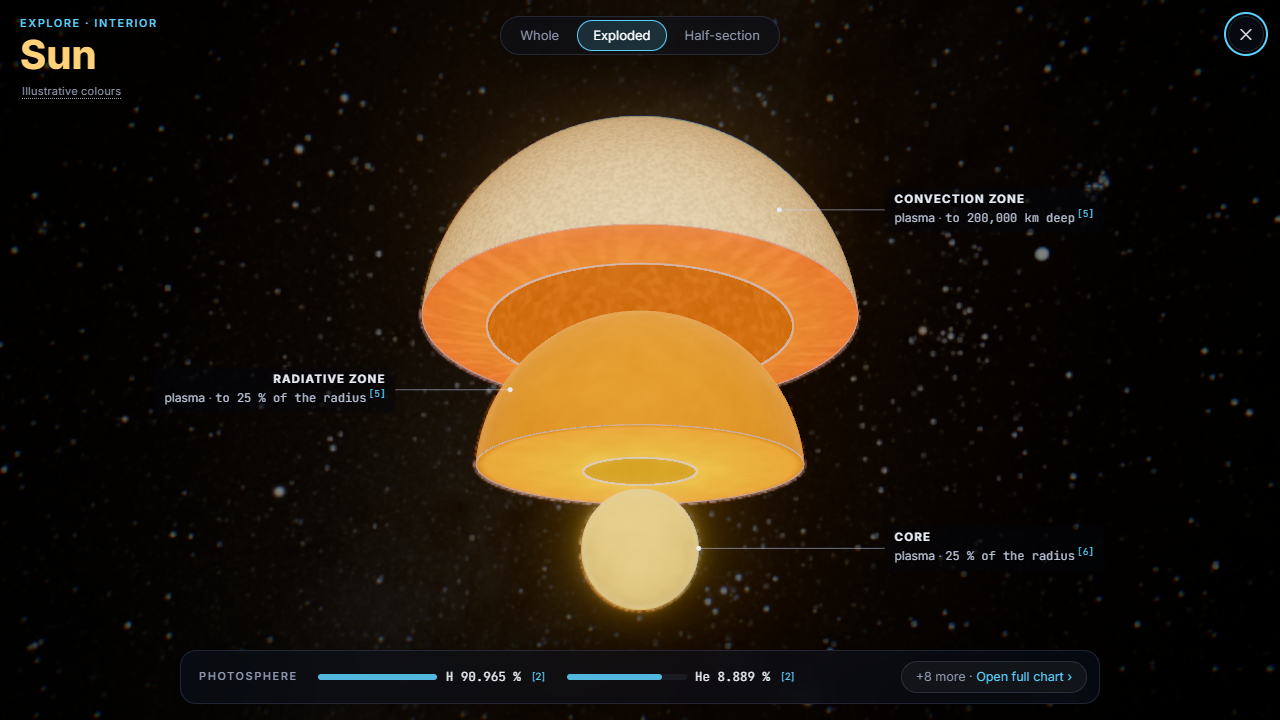 EXPLORE · INTERIOR
Sun
Illustrative colours
Whole
Exploded
Half-section
CONVECTION ZONE
plasma · to 200,000 km deep [5]
RADIATIVE ZONE
plasma · to 25 % of the radius [5]
CORE
plasma · 25 % of the radius [6]
PHOTOSPHERE
H 90.965 % [2]
He 8.889 % [2]
+8 more · Open full chart ›